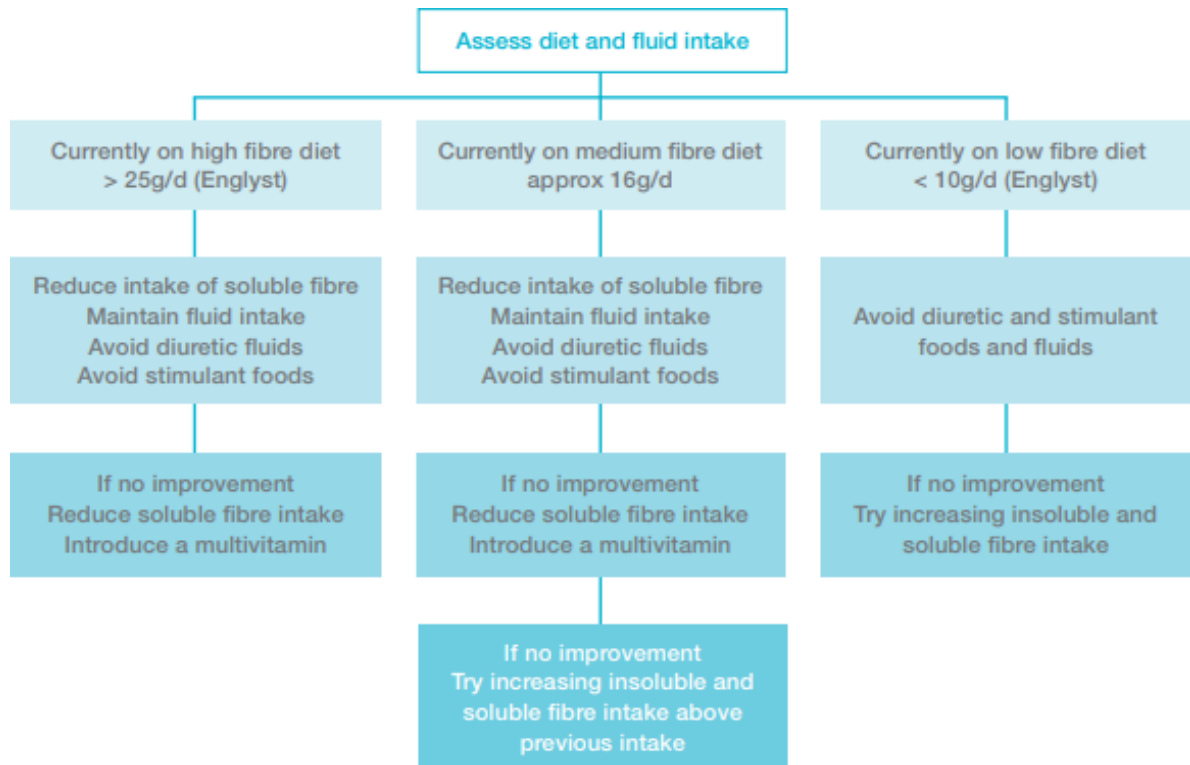 Assess diet and fluid intake
Currently on high fibre diet
> 25g/d (Englyst)
Reduce intake of soluble fibre
Maintain fluid intake
Avoid diuretic fluids
Avoid stimulant foods
If no improvement
Reduce soluble fibre intake
Introduce a multivitamin
Currently on medium fibre diet
approx 16g/d
Reduce intake of soluble fibre
Maintain fluid intake
Avoid diuretic fluids
Avoid stimulant foods
If no improvement
Reduce soluble fibre intake
Introduce a multivitamin
If no improvement
Try increasing insoluble and
soluble fibre intake above
previous intake
Currently on low fibre diet
< 10g/d (Englyst)
Avoid diuretic and stimulant
foods and fluids
If no improvement
Try increasing insoluble and
soluble fibre intake